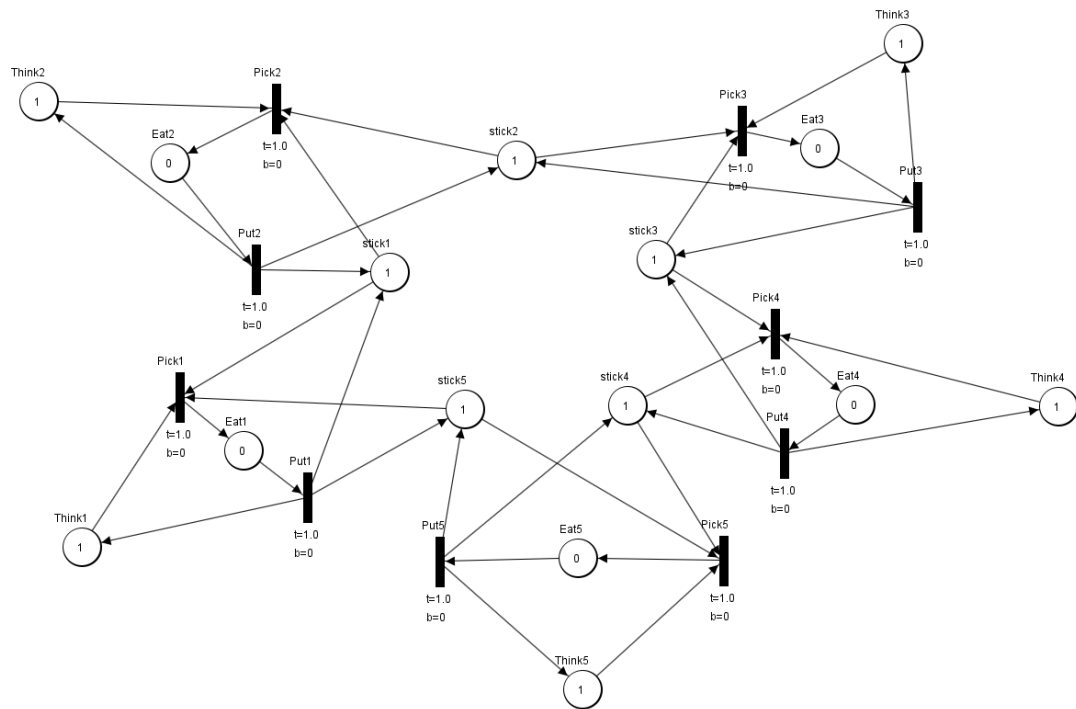 Think3
1
Think2
1
Pick2
t=1.0
b=0
Pick3
t=1.0
b=0
Eat3
0
Eat2
0
stick2
1
Put3
t=1.0
b=0
Put2
t=1.0
b=0
stick1
1
stick3
1
Pick4
t=1.0
b=0
Pick1
t=1.0
b=0
stick5
1
stick4
1
Eat4
0
Think4
1
Eat1
0
Put4
t=1.0
b=0
Put1
t=1.0
b=0
Think1
1
Put5
t=1.0
b=0
Eat5
0
Pick5
t=1.0
b=0
Think5
1